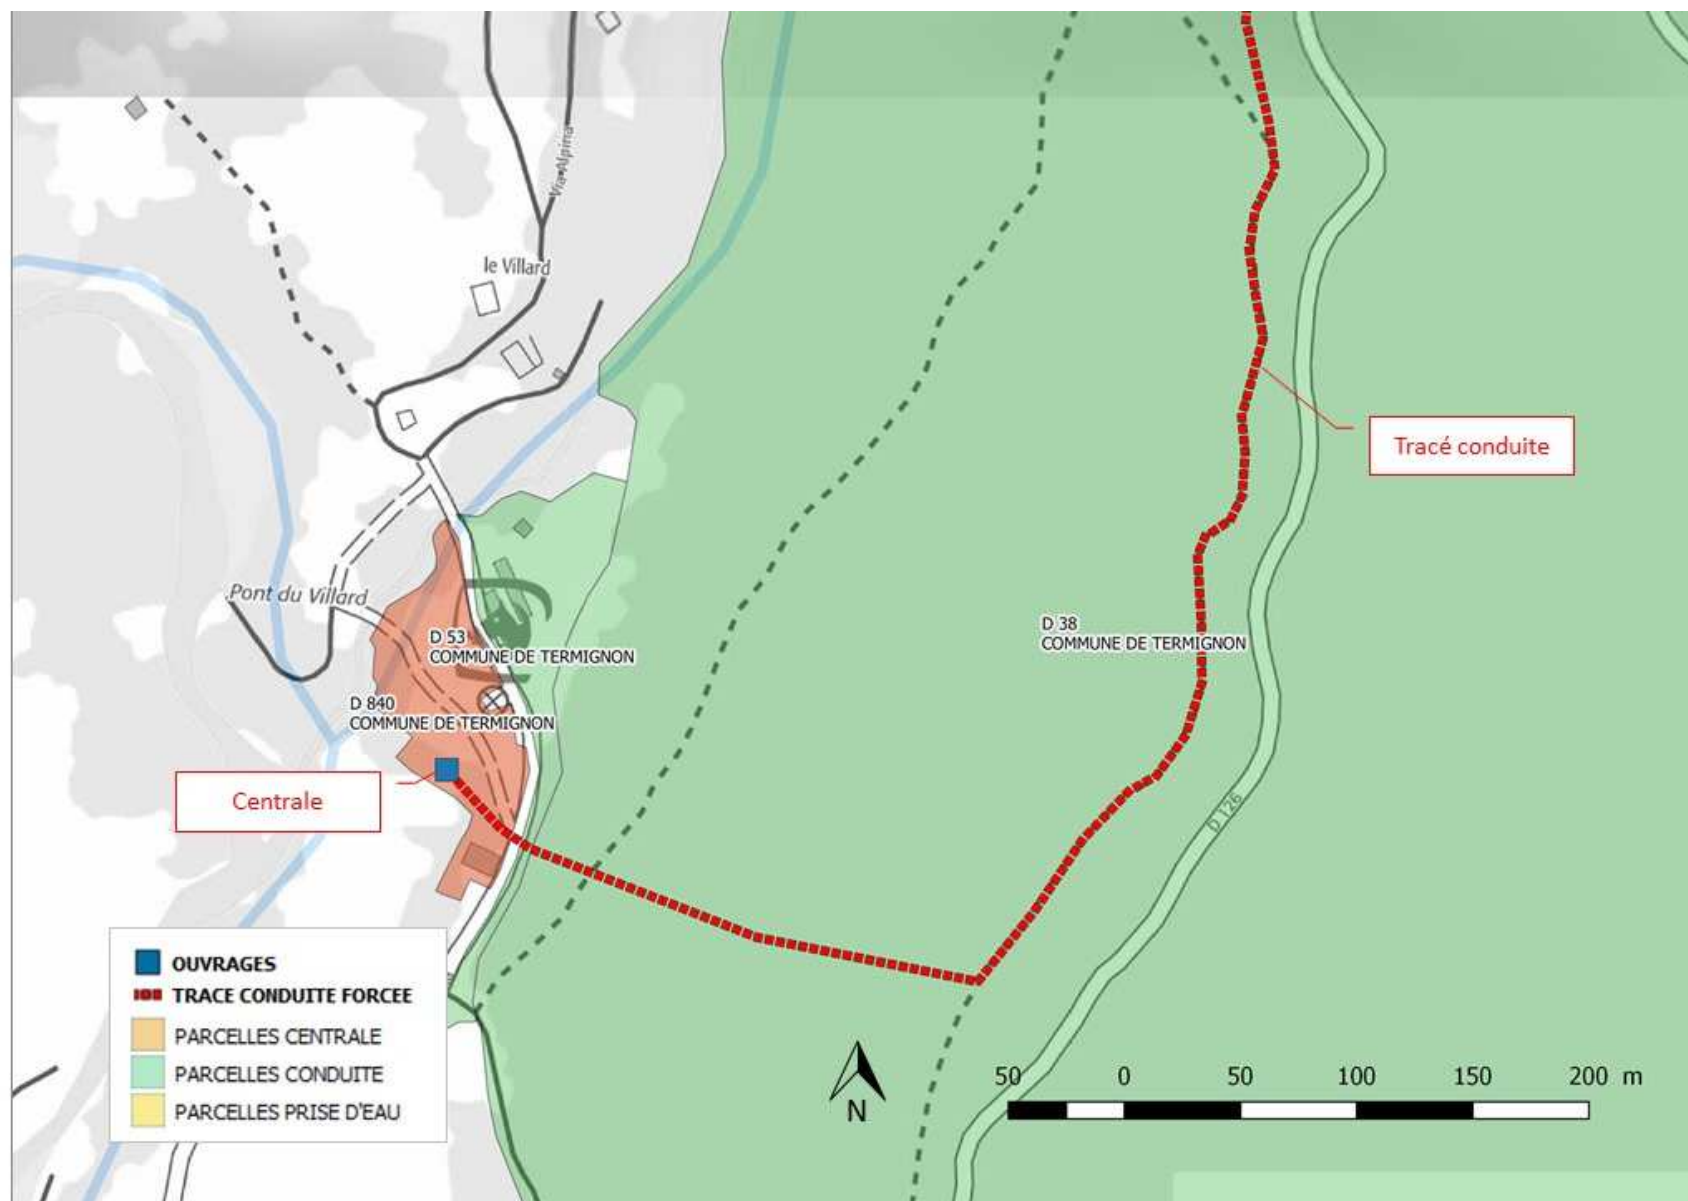 Via Alpina
le Villard
Tracé conduite
Pont du Villard
D 53
COMMUNE DE TERMIGNON
D 38
COMMUNE DE TERMIGNON
D 840
COMMUNE DE TERMIGNON
Centrale
D 126
OUVRAGES
TRACE CONDUITE FORCEE
PARCELLES CENTRALE
PARCELLES CONDUITE
PARCELLES PRISE D'EAU
N
50 0 50 100 150 200 m